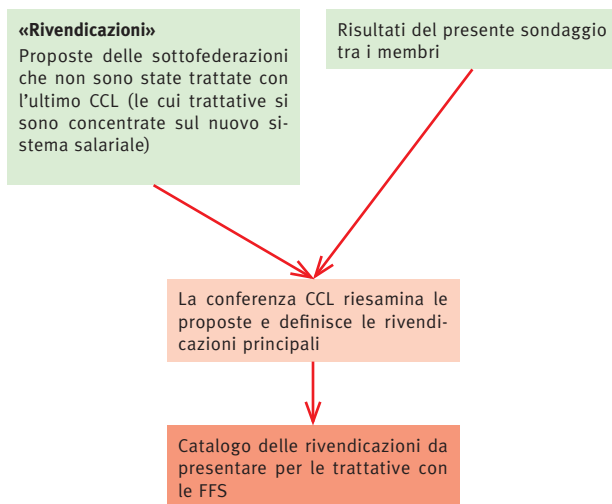 «Rivendicazioni»
Proposte delle sottofederazioni
che non sono state trattate con
l’ultimo CCL (le cui trattative si
sono concentrate sul nuovo si-
stema salariale)
Risultati del presente sondaggio
tra i membri
La conferenza CCL riesamina le
proposte e definisce le rivendi-
cazioni principali
Catalogo delle rivendicazioni da
presentare per le trattative con
le FFS